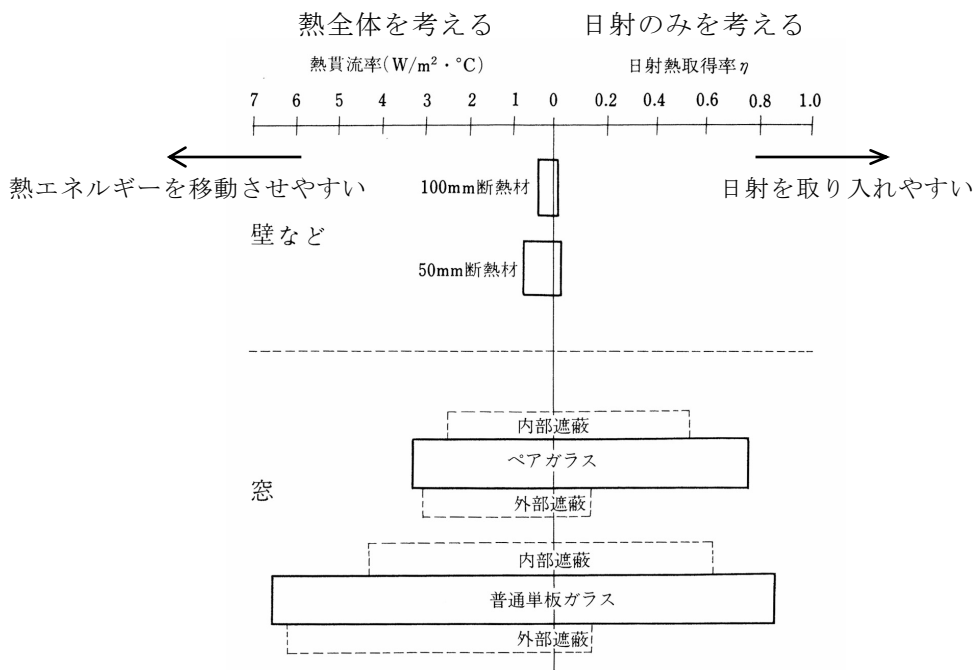 熱全体を考える
日射のみを考える
熱貫流率(W/m²・°C)
日射熱取得率η
7 6 5 4 3 2 1 0 0.2 0.4 0.6 0.8 1.0
熱エネルギーを移動させやすい
日射を取り入れやすい
100mm断熱材
壁など
50mm断熱材
内部遮蔽
ペアガラス
窓
外部遮蔽
内部遮蔽
普通単板ガラス
外部遮蔽